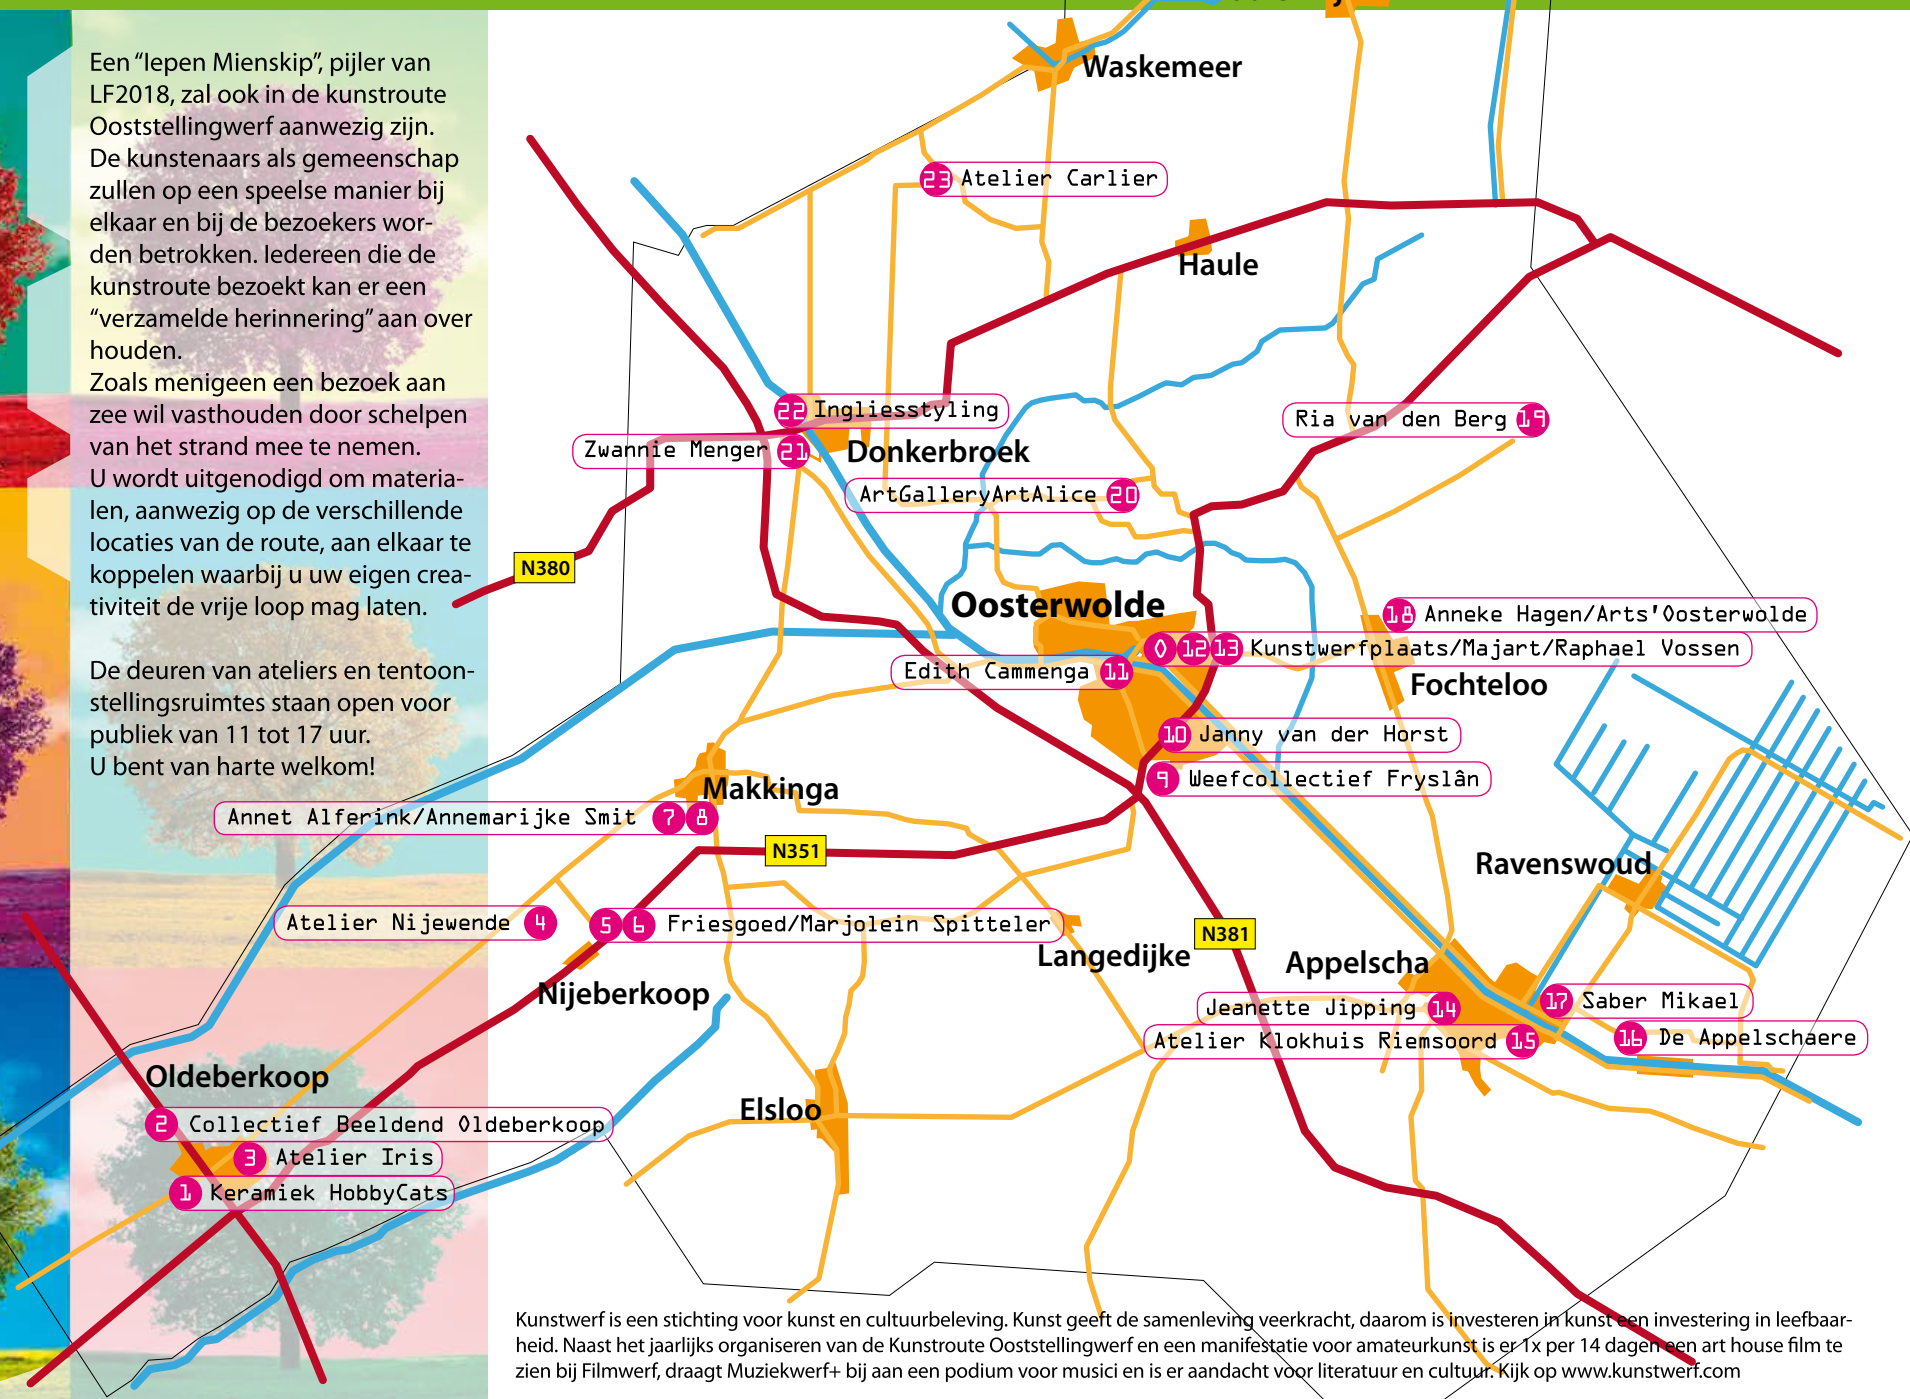 Een “Iepen Mienskip”, pijler van
LF2018, zal ook in de kunstroute
Ooststellingwerf aanwezig zijn.
De kunstenaars als gemeenschap
zullen op een speelse manier bij
elkaar en bij de bezoekers wor-
den betrokken. Iedereen die de
kunstroute bezoekt kan er een
“verzamelde herinnering” aan over
houden.
Zoals menigeen een bezoek aan
zee wil vasthouden door schelpen
van het strand mee te nemen.
U wordt uitgenodigd om materia-
len, aanwezig op de verschillende
locaties van de route, aan elkaar te
koppelen waarbij u uw eigen crea-
tiviteit de vrije loop mag laten.
De deuren van ateliers en tentoon-
stellingsruimtes staan open voor
publiek van 11 tot 17 uur.
U bent van harte welkom!
Waskemeer
23 Atelier Carlier
Haule
22 Ingliesstyling
Ria van den Berg 19
Zwannie Menger 21
Donkerbroek
ArtGalleryArtAlice 20
N380
Oosterwolde
18 Anneke Hagen/Arts'Oosterwolde
0 12 13 Kunstwerfplaats/Majart/Raphael Vossen
Edith Cammenga 11
Fochteloo
10 Janny van der Horst
9 Weefcollectief Fryslân
Makkinga
Annet Alferink/Annemarijke Smit 7 8
N351
Ravenswoud
Atelier Nijewende 4
5 6 Friesgoed/Marjolein Spitteler
N381
Langedijke
Appelscha
Nijeberkoop
Jeanette Jipping 14
17 Saber Mikael
Atelier Klokhuis Riemsoord 15
16 De Appelschaere
Oldeberkoop
Elsloo
2 Collectief Beeldend Oldeberkoop
3 Atelier Iris
1 Keramiek HobbyCats
Kunstwerf is een stichting voor kunst en cultuurbeleving. Kunst geeft de samenleving veerkracht, daarom is investeren in kunst een investering in leefbaar-
heid. Naast het jaarlijks organiseren van de Kunstroute Ooststellingwerf en een manifestatie voor amateurkunst is er 1x per 14 dagen een art house film te
zien bij Filmwerf, draagt Muziekwerf+ bij aan een podium voor musici en is er aandacht voor literatuur en cultuur. Kijk op www.kunstwerf.com